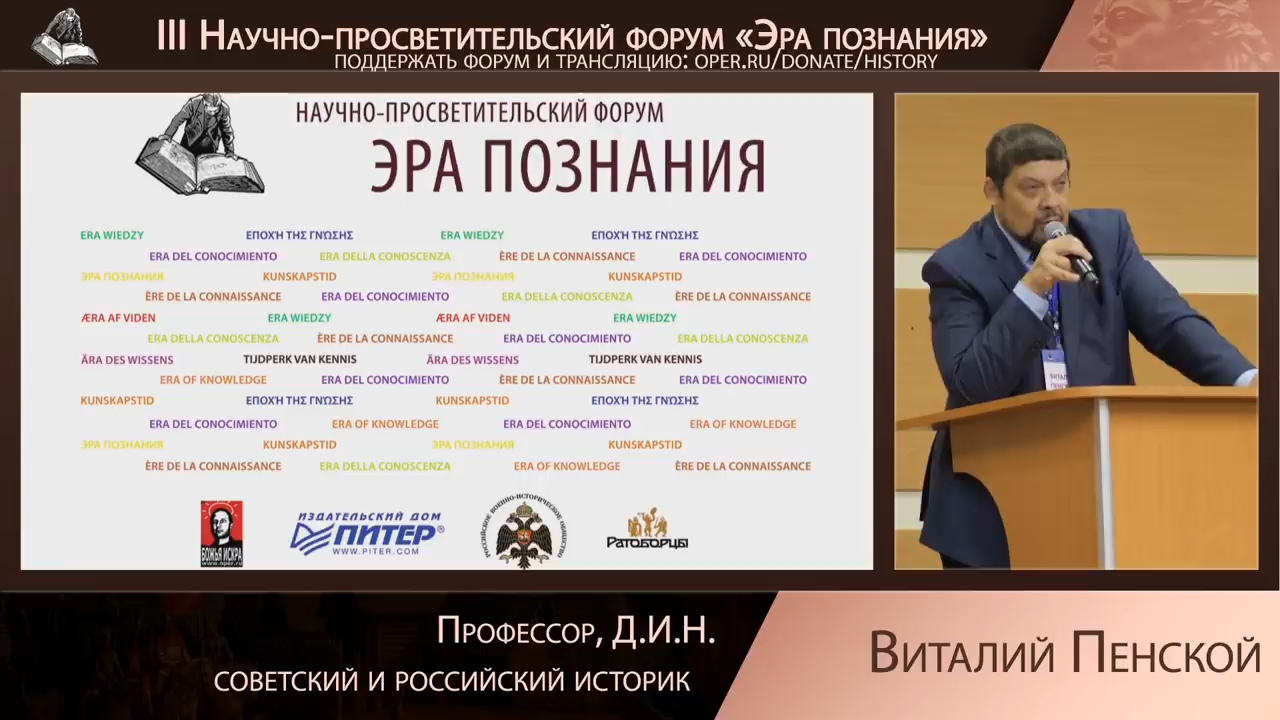 III Научно-просветительский форум «Эра познания»
поддержать форум и трансляцию: oper.ru/donate/history
НАУЧНО-ПРОСВЕТИТЕЛЬСКИЙ ФОРУМ
ЭРА ПОЗНАНИЯ
ERA WIEDZY ΕΠΟΧΉ ΤΗΣ ΓΝΏΣΗΣ ERA WIEDZY ΕΠΟΧΉ ΤΗΣ ΓΝΏΣΗΣ
ERA DEL CONOCIMIENTO ERA DELLA CONOSCENZA ÈRE DE LA CONNAISSANCE ERA DEL CONOCIMIENTO
ЭРА ПОЗНАНИЯ KUNSKAPSTID ЭРА ПОЗНАНИЯ KUNSKAPSTID
ÈRE DE LA CONNAISSANCE ERA DEL CONOCIMIENTO ERA DELLA CONOSCENZA ÈRE DE LA CONNAISSANCE
ÆRA AF VIDEN ERA WIEDZY ÆRA AF VIDEN ERA WIEDZY
ERA DELLA CONOSCENZA ÈRE DE LA CONNAISSANCE ERA DEL CONOCIMIENTO ERA DELLA CONOSCENZA
ÄRA DES WISSENS TIJDPERK VAN KENNIS ÄRA DES WISSENS TIJDPERK VAN KENNIS
ERA OF KNOWLEDGE ERA DEL CONOCIMIENTO ÈRE DE LA CONNAISSANCE ERA DEL CONOCIMIENTO
KUNSKAPSTID ΕΠΟΧΉ ΤΗΣ ΓΝΏΣΗΣ KUNSKAPSTID ΕΠΟΧΉ ΤΗΣ ΓΝΏΣΗΣ
ERA DEL CONOCIMIENTO ERA OF KNOWLEDGE ERA DEL CONOCIMIENTO ERA OF KNOWLEDGE
ЭРА ПОЗНАНИЯ KUNSKAPSTID ЭРА ПОЗНАНИЯ KUNSKAPSTID
ÈRE DE LA CONNAISSANCE ERA DELLA CONOSCENZA ERA OF KNOWLEDGE ÈRE DE LA CONNAISSANCE
БОЖЬЯ ИСКРА
www.oper.ru
ИЗДАТЕЛЬСКИЙ ДОМ
ПИТЕР®
WWW.PITER.COM
РОССИЙСКОЕ ВОЕННО-ИСТОРИЧЕСКОЕ ОБЩЕСТВО
РАТОБОРЦЫ
Профессор, Д.И.Н.
советский и российский историк
Виталий Пенской